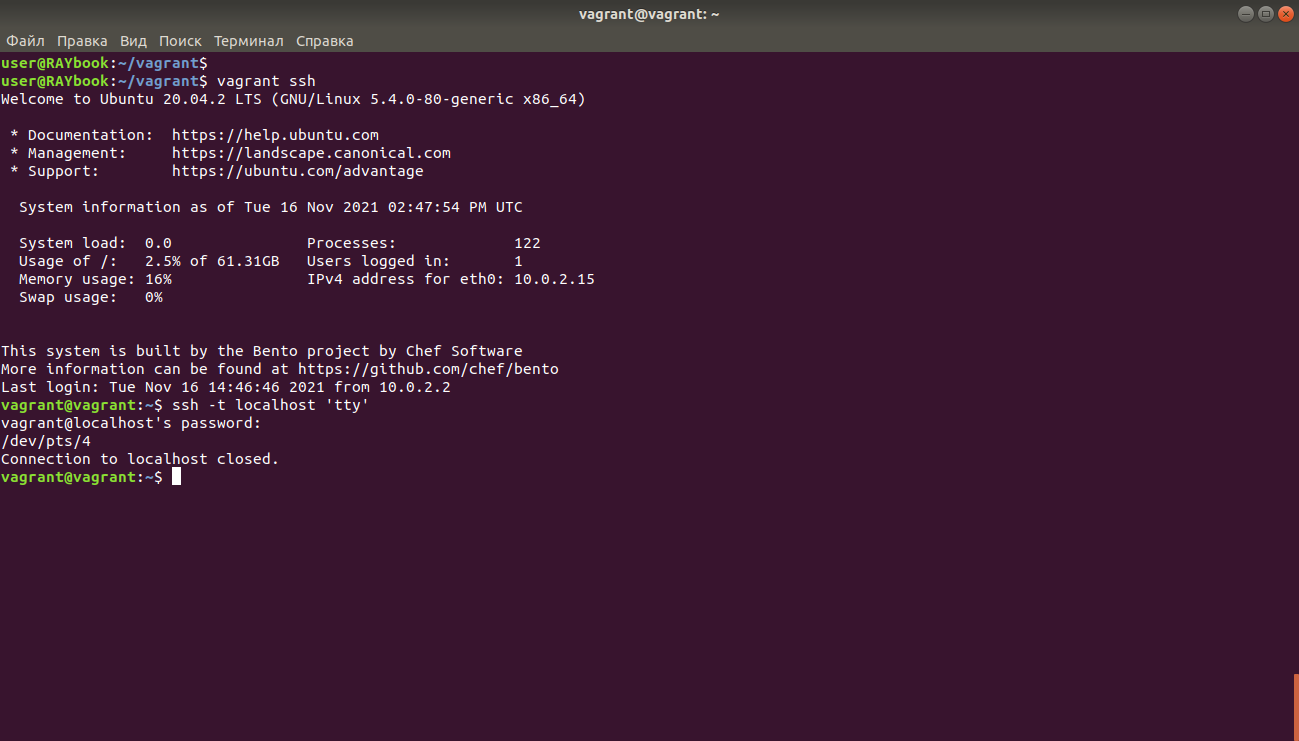 vagrant@vagrant: ~
Файл Правка Вид Поиск Терминал Справка
user@RAYbook:~/vagrant$
user@RAYbook:~/vagrant$ vagrant ssh
Welcome to Ubuntu 20.04.2 LTS (GNU/Linux 5.4.0-80-generic x86_64)

 * Documentation:  https://help.ubuntu.com
 * Management:     https://landscape.canonical.com
 * Support:        https://ubuntu.com/advantage

  System information as of Tue 16 Nov 2021 02:47:54 PM UTC

  System load:  0.0               Processes:             122
  Usage of /:   2.5% of 61.31GB   Users logged in:       1
  Memory usage: 16%               IPv4 address for eth0: 10.0.2.15
  Swap usage:   0%


This system is built by the Bento project by Chef Software
More information can be found at https://github.com/chef/bento
Last login: Tue Nov 16 14:46:46 2021 from 10.0.2.2
vagrant@vagrant:~$ ssh -t localhost 'tty'
vagrant@localhost's password:
/dev/pts/4
Connection to localhost closed.
vagrant@vagrant:~$